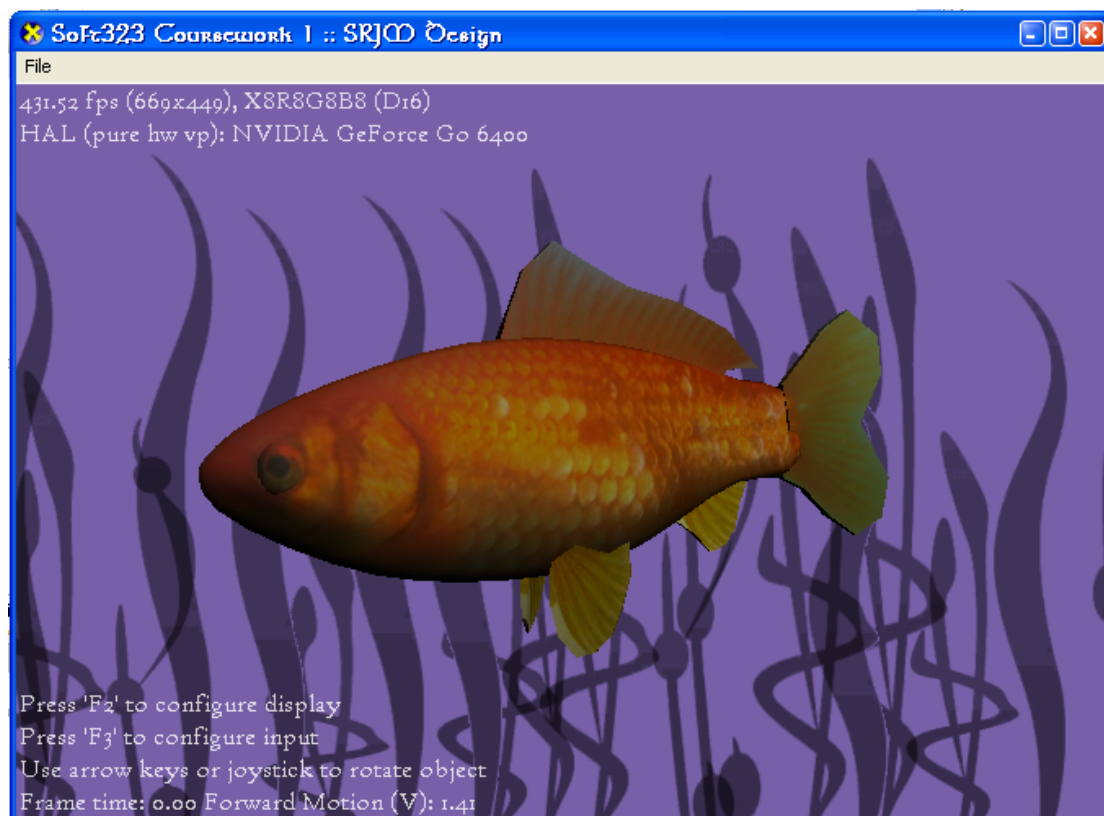 Soft323 Coursework 1 :: SRJM Design
File
431.52 fps (669x449), X8R8G8B8 (D16)
HAL (pure hw vp): NVIDIA GeForce Go 6400
Press 'F2' to configure display
Press 'F3' to configure input
Use arrow keys or joystick to rotate object
Frame time: 0.00 Forward Motion (V): 1.41